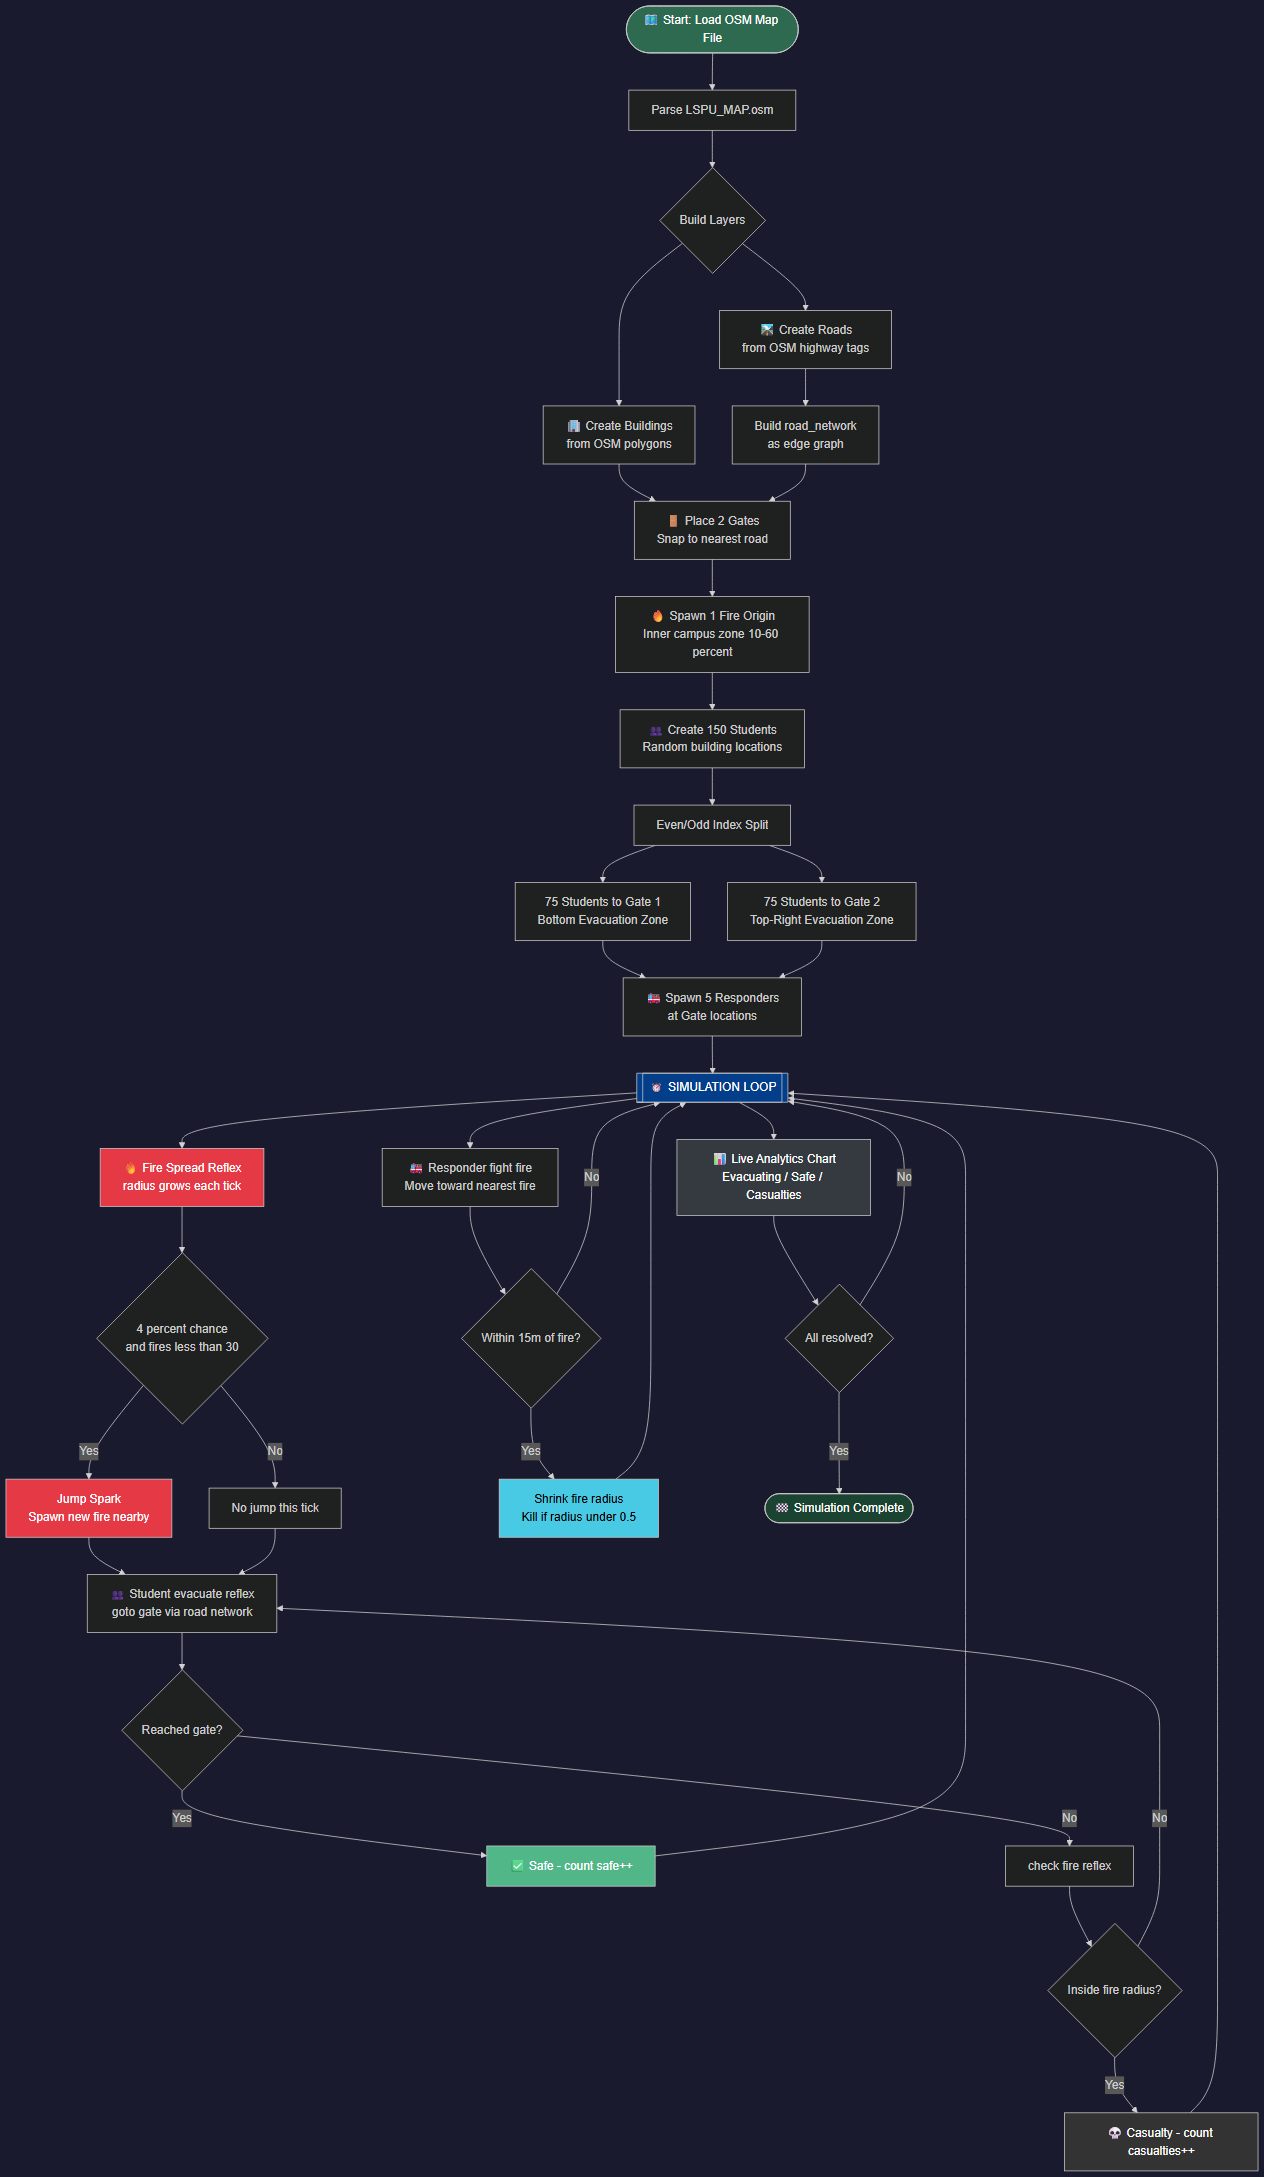 🗺️ Start: Load OSM Map
File
Parse LSPU_MAP.osm
Build Layers
🛣️ Create Roads
from OSM highway tags
🏢 Create Buildings
from OSM polygons
Build road_network
as edge graph
🚪 Place 2 Gates
Snap to nearest road
🔥 Spawn 1 Fire Origin
Inner campus zone 10-60
percent
👥 Create 150 Students
Random building locations
Even/Odd Index Split
75 Students to Gate 1
Bottom Evacuation Zone
75 Students to Gate 2
Top-Right Evacuation Zone
🚒 Spawn 5 Responders
at Gate locations
⏰ SIMULATION LOOP
🔥 Fire Spread Reflex
radius grows each tick
🚒 Responder fight fire
Move toward nearest fire
No
📊 Live Analytics Chart
Evacuating / Safe /
Casualties
No
4 percent chance
and fires less than 30
Within 15m of fire?
All resolved?
Yes
No
Yes
Yes
Jump Spark
Spawn new fire nearby
No jump this tick
Shrink fire radius
Kill if radius under 0.5
🏁 Simulation Complete
👥 Student evacuate reflex
goto gate via road network
Reached gate?
Yes
No
No
✅ Safe - count safe++
check fire reflex
Inside fire radius?
Yes
💀 Casualty - count
casualties++